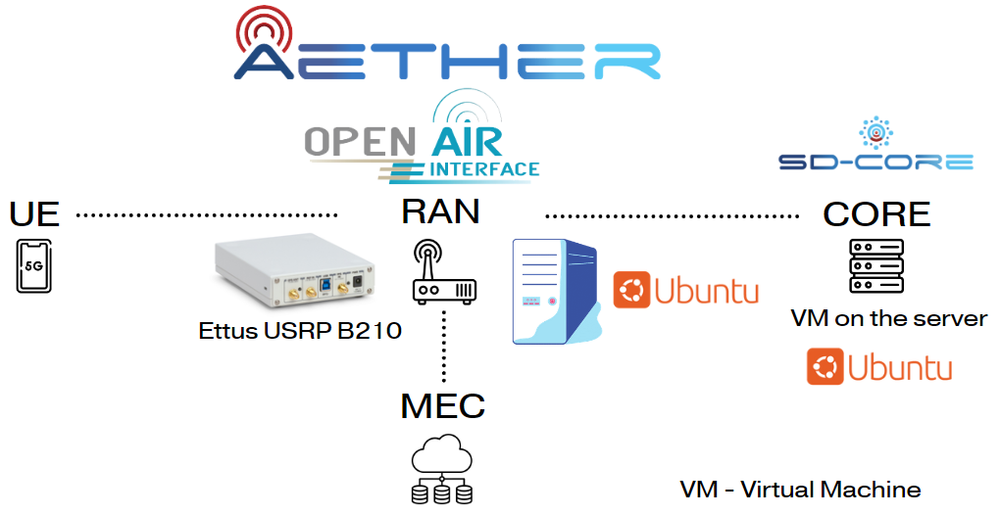 AETHER
OPEN AIR
INTERFACE
SD-CORE
UE
RAN
CORE
5G
Ubuntu
Ettus USRP B210
VM on the server
Ubuntu
MEC
VM - Virtual Machine